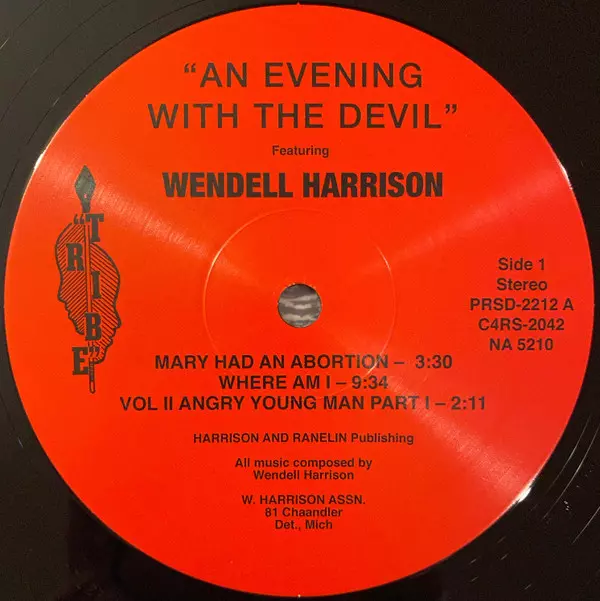 “AN EVENING
WITH THE DEVIL”
Featuring
WENDELL HARRISON
“TRIBE”
Side 1
Stereo
PRSD-2212 A
C4RS-2042
NA 5210
MARY HAD AN ABORTION – 3:30
WHERE AM I – 9:34
VOL II ANGRY YOUNG MAN PART I – 2:11
HARRISON AND RANELIN Publishing
All music composed by
Wendell Harrison
W. HARRISON ASSN.
81 Chaandler
Det., Mich